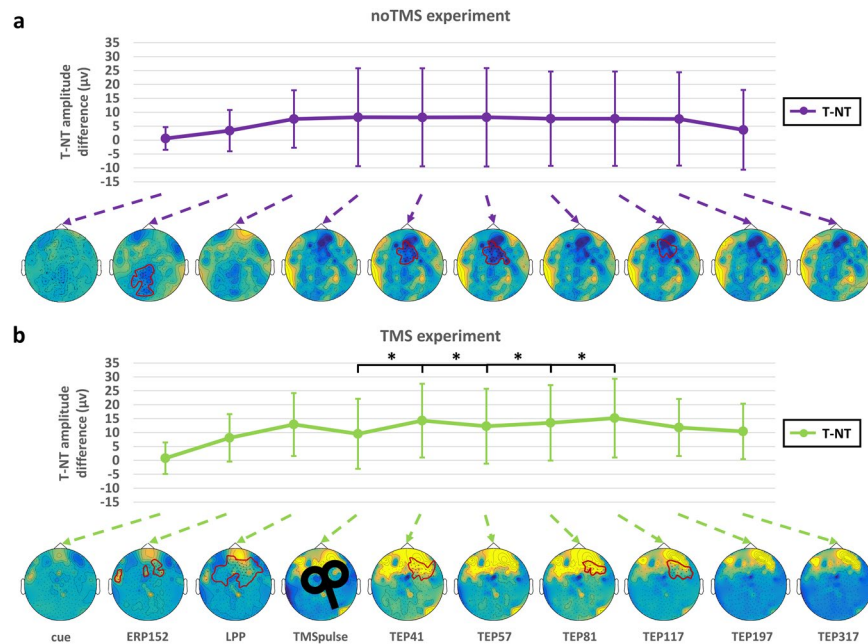 a
noTMS experiment
T-NT amplitude
difference (μv)
35
30
25
20
15
10
5
0
-5
-10
-15
T-NT
b
TMS experiment
T-NT amplitude
difference (μv)
35
30
25
20
15
10
5
0
-5
-10
-15
* * * *
T-NT
cue ERP152 LPP TMSpulse TEP41 TEP57 TEP81 TEP117 TEP197 TEP317